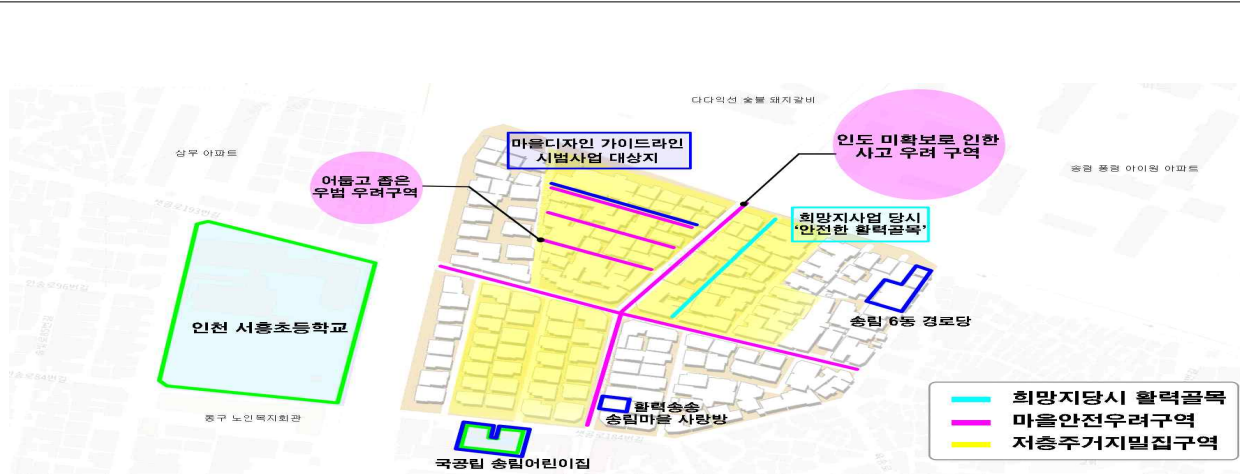 다다익선 숯불 돼지갈비
인도 미확보로 인한
사고 우려 구역
마을디자인 가이드라인
시범사업 대상지
삼두 아파트
송림 풍림 아이원 아파트
어둡고 좁은
우범 우려구역
희망지사업 당시
'안전한 활력골목'
인천 서흥초등학교
송림 6동 경로당
희망지당시 활력골목
마을안전우려구역
저층주거지밀집구역
활력송송
송림마을 사랑방
동구 노인복지회관
국공립 송림어린이집